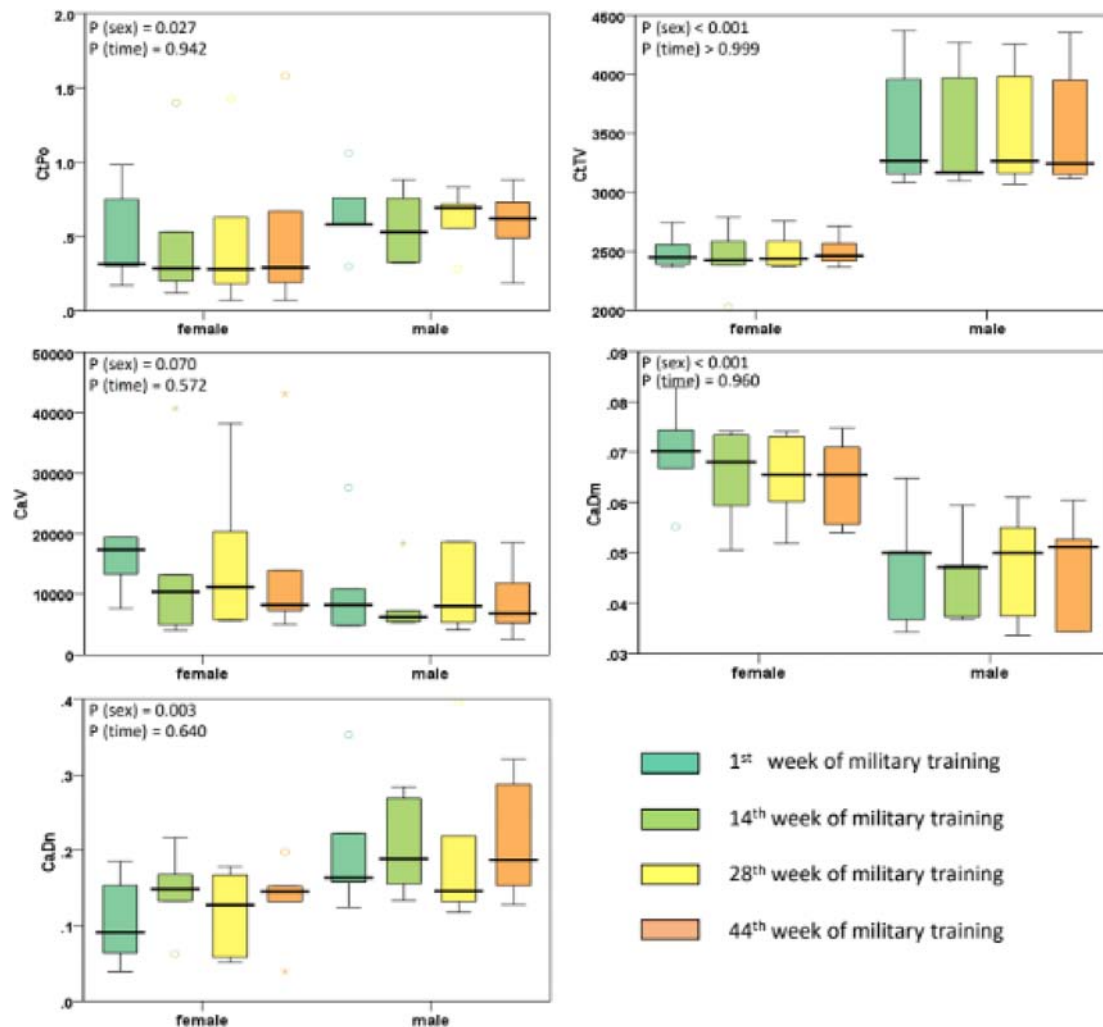 P (sex) = 0.027
P (time) = 0.942
2.0
1.5
1.0
.5
.0
CtPo
female
male
P (sex) < 0.001
P (time) > 0.999
4500
4000
3500
3000
2500
2000
CtTV
female
male
P (sex) = 0.070
P (time) = 0.572
50000
40000
30000
20000
10000
0
CaV
female
male
P (sex) < 0.001
P (time) = 0.960
.09
.08
.07
.06
.05
.04
.03
CaDm
female
male
P (sex) = 0.003
P (time) = 0.640
.4
.3
.2
.1
.0
CaDn
female
male
1st week of military training
14th week of military training
28th week of military training
44th week of military training